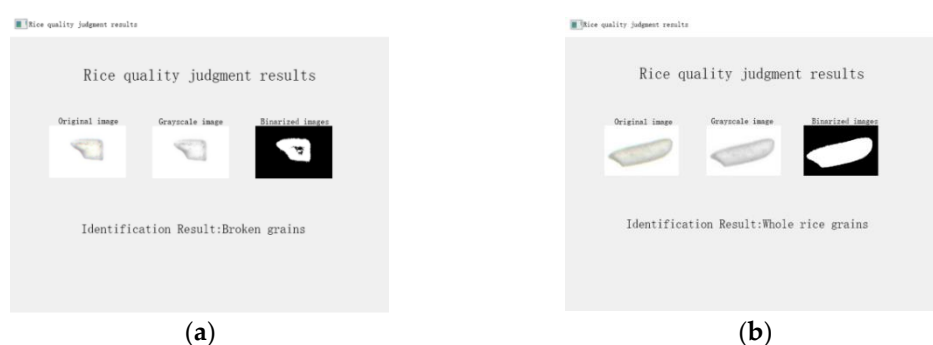 Rice quality judgment results
Rice quality judgment results
Original image Grayscale image Binarized images
Identification Result:Broken grains
(a)
Rice quality judgment results
Rice quality judgment results
Original image Grayscale image Binarized images
Identification Result:Whole rice grains
(b)